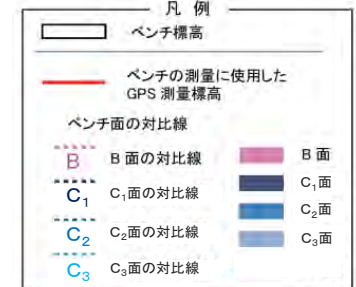 凡 例
ベンチ標高
ベンチの測量に使用した
GPS 測量標高
ベンチ面の対比線
B B 面の対比線
C₁ C₁面の対比線
C₂ C₂面の対比線
C₃ C₃面の対比線
B 面
C₁面
C₂面
C₃面